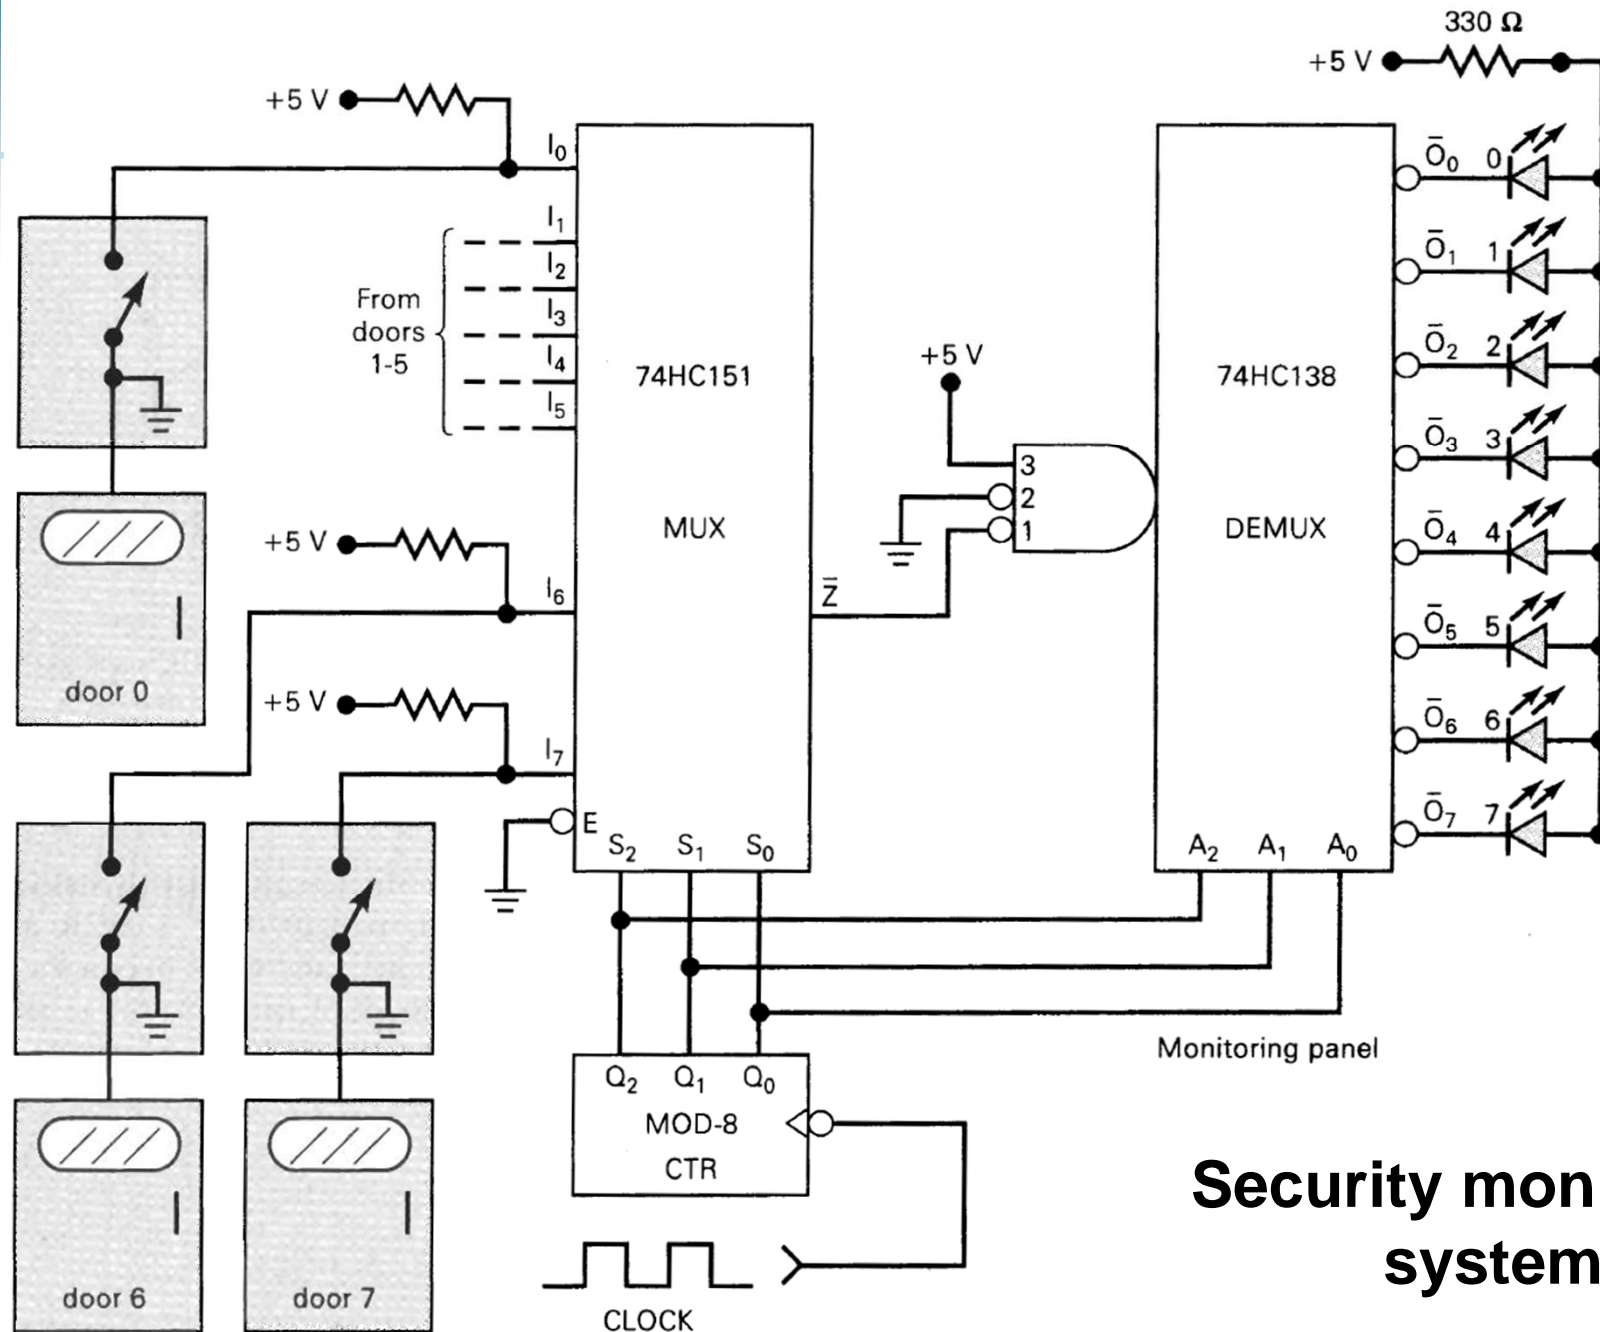 330 Ω
+5 V
+5 V
I0
I1
I2
I3
I4
I5
From
doors
1-5
74HC151
MUX
+5 V
3
2
1
74HC138
DEMUX
Ō0 0
Ō1 1
Ō2 2
Ō3 3
Ō4 4
Ō5 5
Ō6 6
Ō7 7
+5 V
I6
Z̄
door 0
+5 V
I7
E
S2 S1 S0
A2 A1 A0
Monitoring panel
Q2 Q1 Q0
MOD-8
CTR
door 6
door 7
CLOCK
Security mon
system